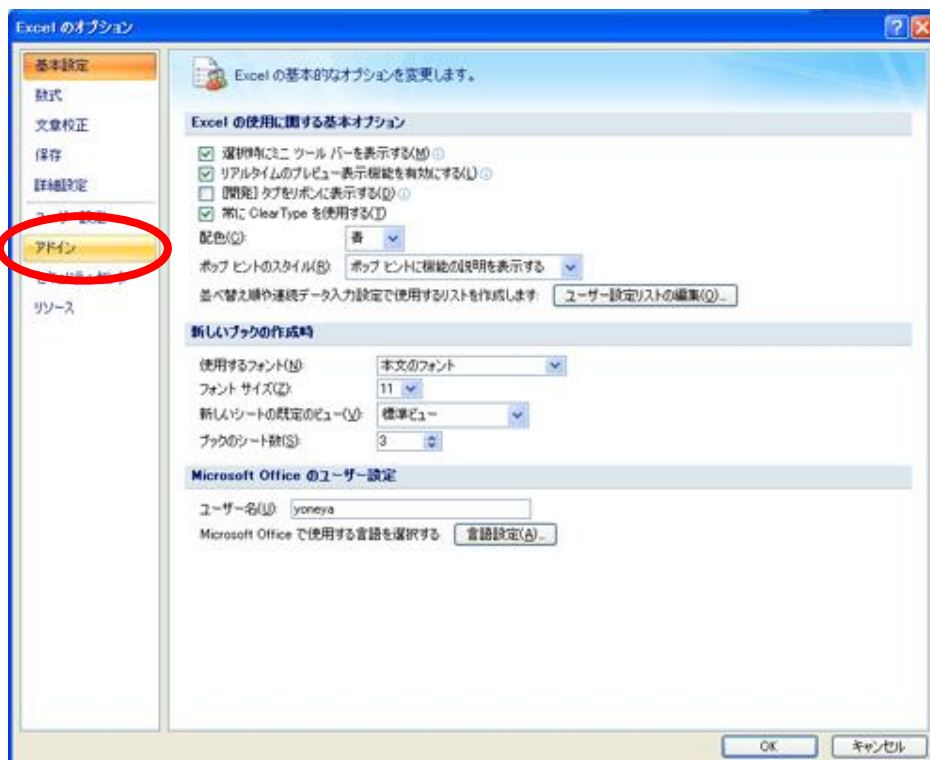 Excel のオプション
基本設定
数式
文章校正
保存
詳細設定
ユーザー設定
アドイン
リソース
Excel の基本的なオプションを変更します。
Excel の使用に関する基本オプション
選択時にミニ ツール バーを表示する(M)
リアルタイムのプレビュー表示機能を有効にする(L)
[開発] タブをリボンに表示する(D)
常に ClearType を使用する(T)
配色(C): 青
ポップ ヒントのスタイル(R): ポップ ヒントに機能の説明を表示する
並べ替え順や連続データ入力設定で使用するリストを作成します: ユーザー設定リストの編集(O)...
新しいブックの作成時
使用するフォント(N): 本文のフォント
フォント サイズ(Z): 11
新しいシートの既定のビュー(V): 標準ビュー
ブックのシート数(S): 3
Microsoft Office のユーザー設定
ユーザー名(U): yoneya
Microsoft Office で使用する言語を選択する 言語設定(A)...
OK キャンセル